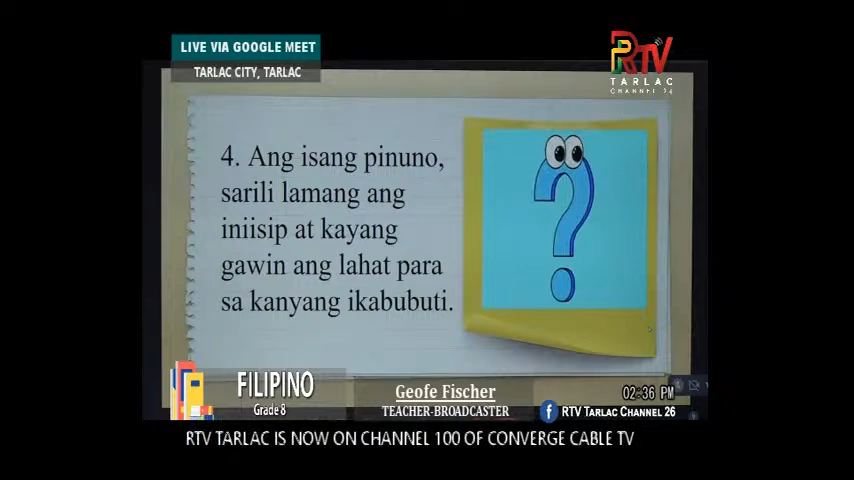 LIVE VIA GOOGLE MEET
TARLAC CITY, TARLAC
RTV
TARLAC
CHANNEL 26
4. Ang isang pinuno,
sarili lamang ang
iniisip at kayang
gawin ang lahat para
sa kanyang ikabubuti.
FILIPINO
Grade 8
Geofe Fischer
TEACHER-BROADCASTER
02:36 PM
RTV TARLAC CHANNEL 26
RTV TARLAC IS NOW ON CHANNEL 100 OF CONVERGE CABLE TV